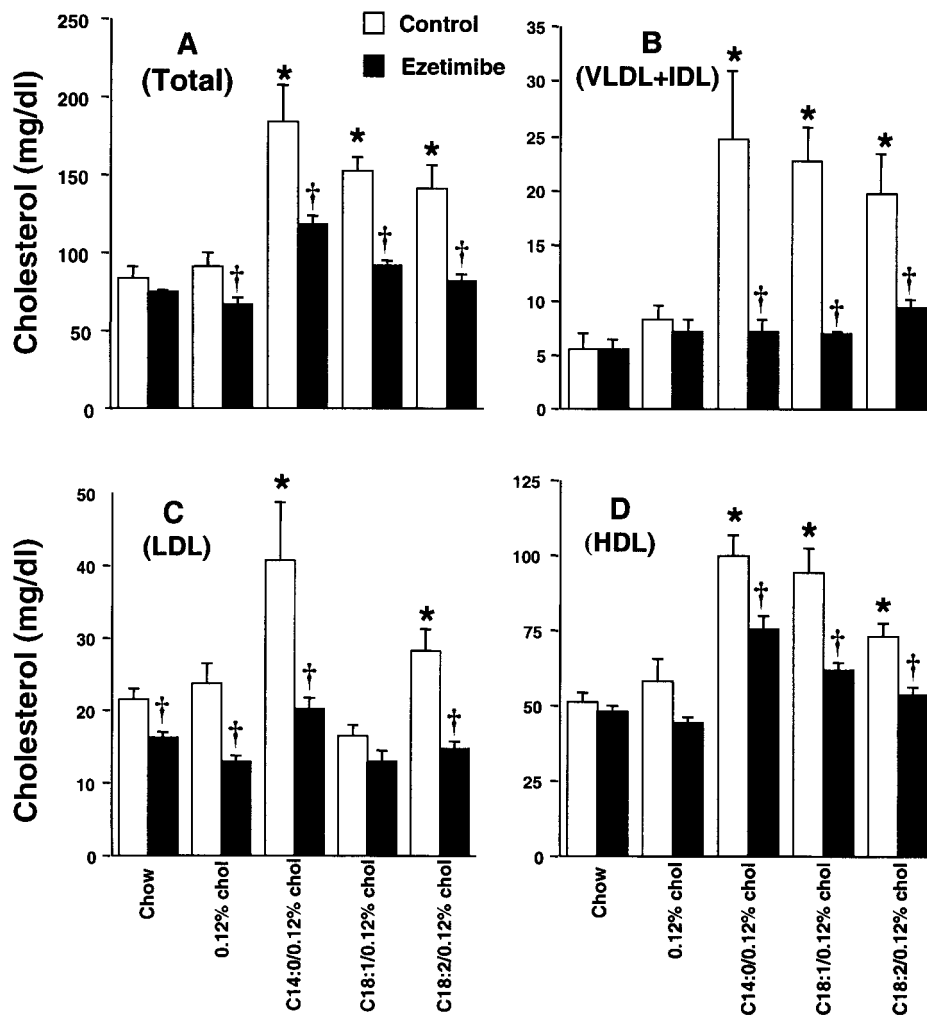 Control
Ezetimibe
A
(Total)
Cholesterol (mg/dl)
250
200
150
100
50
0
*
‡
*
‡
*
‡
‡
B
(VLDL+IDL)
35
30
25
20
15
10
5
0
*
*
*
‡
‡
‡
C
(LDL)
Cholesterol (mg/dl)
50
40
30
20
10
0
*
*
‡
‡
‡
‡
D
(HDL)
125
100
75
50
25
0
*
*
*
‡
‡
‡
Chow
0.12% chol
C14:0/0.12% chol
C18:1/0.12% chol
C18:2/0.12% chol
Chow
0.12% chol
C14:0/0.12% chol
C18:1/0.12% chol
C18:2/0.12% chol